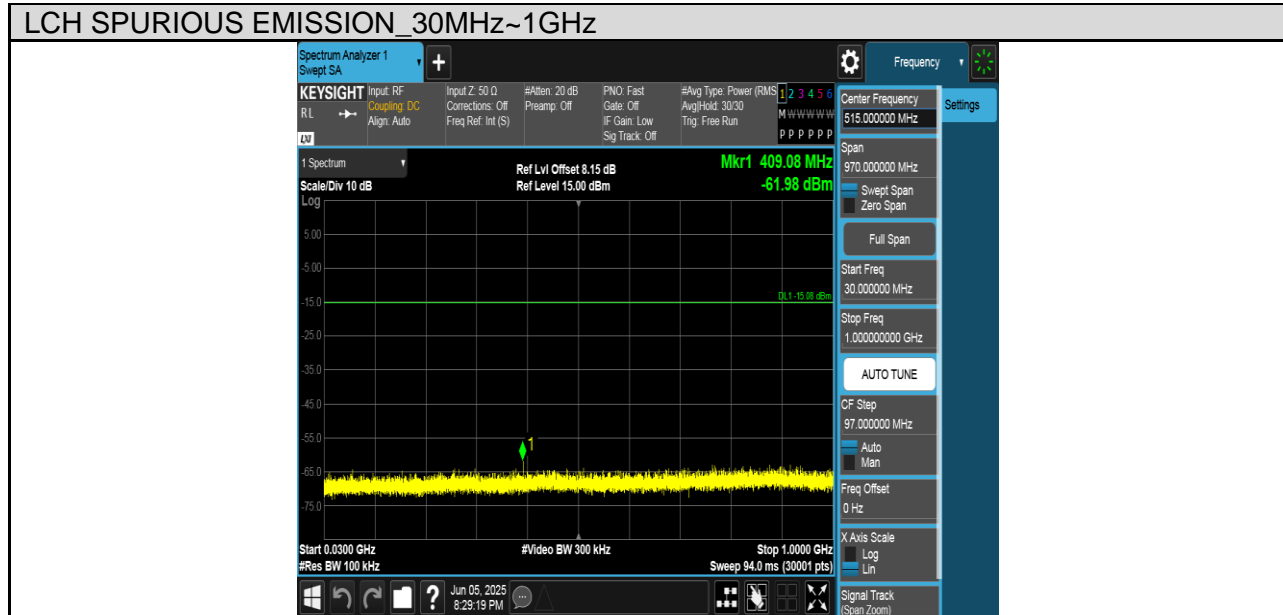 LCH SPURIOUS EMISSION_30MHz~1GHz
Spectrum Analyzer 1
Swept SA
+
Frequency
KEYSIGHT
RL
LXI
Input: RF
Coupling: DC
Align: Auto
Input Z: 50 Ω
Corrections: Off
Freq Ref: Int (S)
#Atten: 20 dB
Preamp: Off
PNO: Fast
Gate: Off
IF Gain: Low
Sig Track: Off
#Avg Type: Power (RMS
Avg|Hold: 30/30
Trig: Free Run
1 2 3 4 5 6
M W W W W W
P P P P P P
1 Spectrum
Scale/Div 10 dB
Log
Ref Lvl Offset 8.15 dB
Ref Level 15.00 dBm
Mkr1 409.08 MHz
-61.98 dBm
5.00
-5.00
-15.0
DL1 -15.08 dBm
-25.0
-35.0
-45.0
-55.0
1
-65.0
-75.0
Start 0.0300 GHz
#Res BW 100 kHz
#Video BW 300 kHz
Stop 1.0000 GHz
Sweep 94.0 ms (30001 pts)
?
Jun 05, 2025
8:29:19 PM
Center Frequency
515.000000 MHz
Span
970.000000 MHz
Swept Span
Zero Span
Full Span
Start Freq
30.000000 MHz
Stop Freq
1.000000000 GHz
AUTO TUNE
CF Step
97.000000 MHz
Auto
Man
Freq Offset
0 Hz
X Axis Scale
Log
Lin
Signal Track
(Span Zoom)
Settings